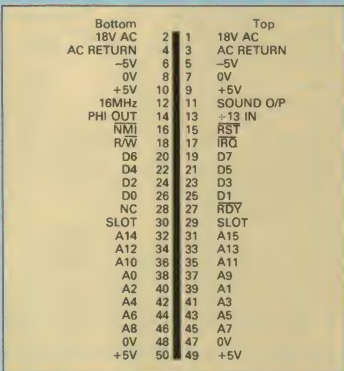 Bottom Top
18V AC 2 1 18V AC
AC RETURN 4 3 AC RETURN
–5V 6 5 –5V
0V 8 7 0V
+5V 10 9 +5V
16MHz 12 11 SOUND O/P
PHI OUT 14 13 ÷13 IN
N̅M̅I̅ 16 15 R̅S̅T̅
R/W̅ 18 17 I̅R̅Q̅
D6 20 19 D7
D4 22 21 D5
D2 24 23 D3
D0 26 25 D1
NC 28 27 R̅D̅Y̅
SLOT 30 29 SLOT
A14 32 31 A15
A12 34 33 A13
A10 36 35 A11
A0 38 37 A9
A2 40 39 A1
A4 42 41 A3
A6 44 43 A5
A8 46 45 A7
0V 48 47 0V
+5V 50 49 +5V